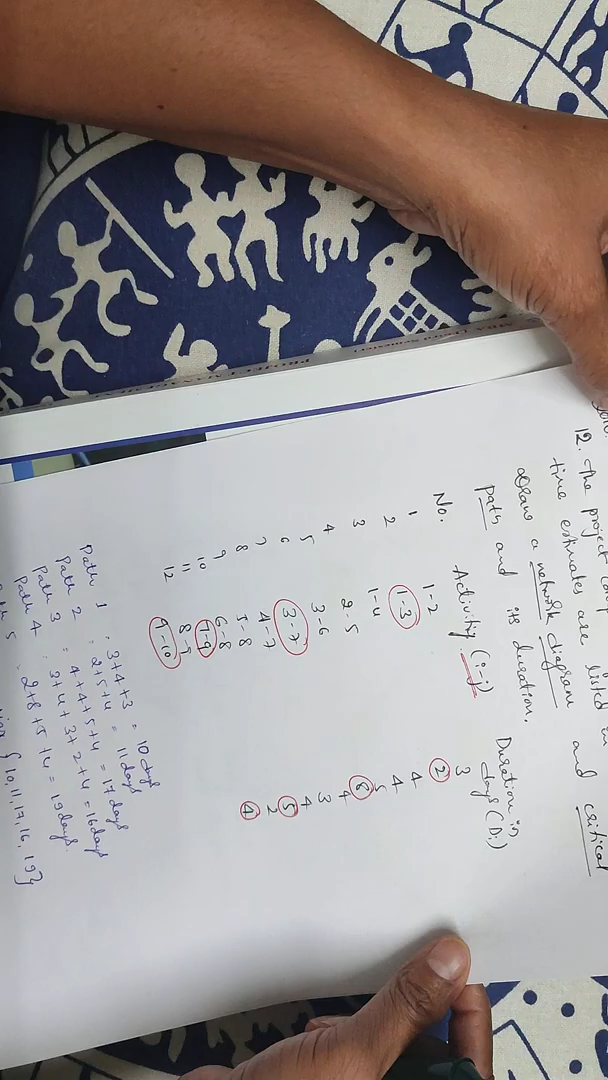 12. The project
time estimates are listed in
draw a network diagram and critical
path and its duration.
No. Activity (i-j) Duration in
days (Di)
1 1-2 3
2 1-3 2
3 1-4 4
4 2-5 4
5 3-6 5
6 3-7 8
7 4-7 4
8 5-8 3
9 6-8 4
10 7-9 5
11 8-9 2
12 9-10 4
Path 1 : 3+4+3 = 10 days
Path 2 : 2+5+4 = 11 days
Path 3 : 4+4+5+4 = 17 days
Path 4 : 3+4+3+2+4 = 16 days
5 : 2+8+5+4 = 19 days.
{10,11,17,16,19}